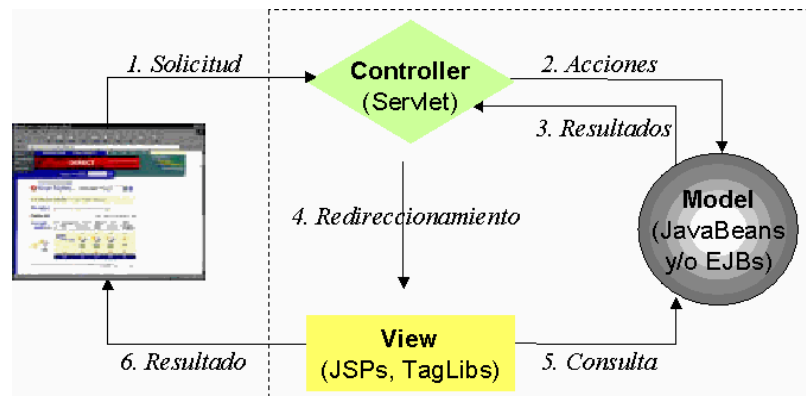 1. Solicitud
Controller
(Servlet)
2. Acciones
3. Resultados
Model
(JavaBeans
y/o EJBs)
4. Redireccionamiento
View
(JSPs, TagLibs)
5. Consulta
6. Resultado